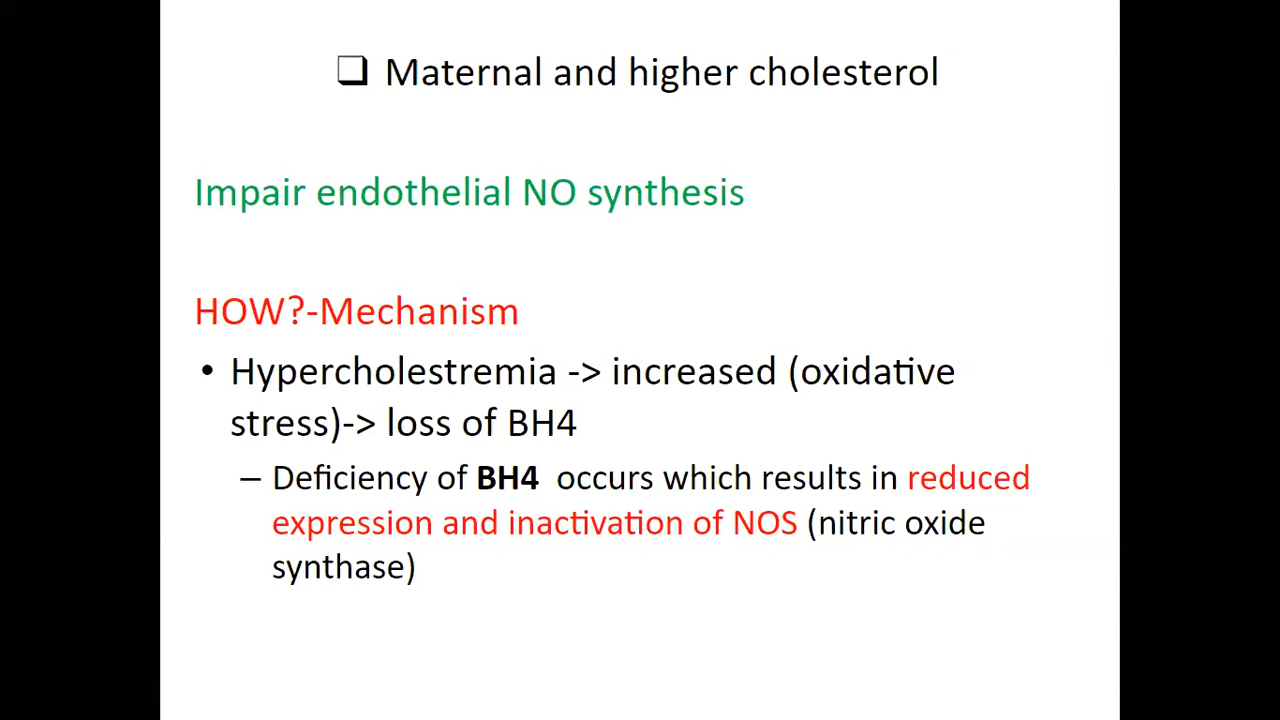 ❑ Maternal and higher cholesterol
Impair endothelial NO synthesis
HOW?-Mechanism
• Hypercholestremia -> increased (oxidative
stress)-> loss of BH4
– Deficiency of BH4 occurs which results in reduced
expression and inactivation of NOS (nitric oxide
synthase)